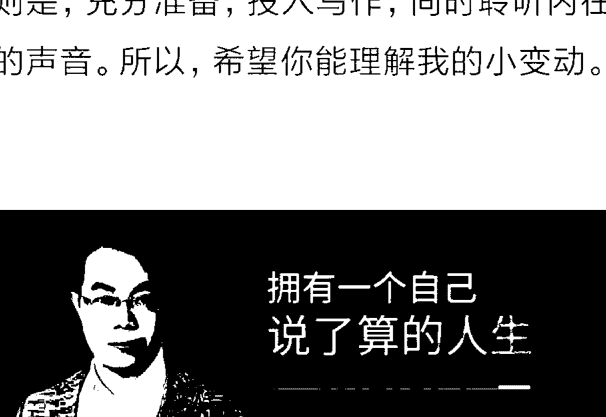 则是，充分准备，投入写作，同时聆听内在
的声音。所以，希望你能理解我的小变动。
拥有一个自己
说了算的人生